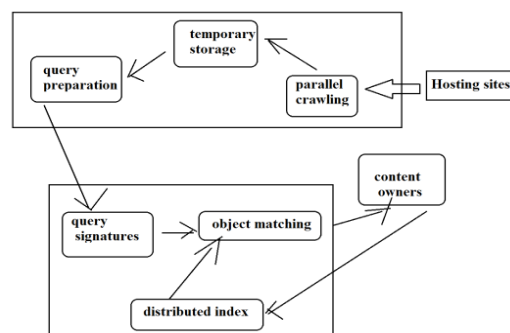 temporary
storage
query
preparation
parallel
crawling
Hosting sites
content
owners
query
signatures
object matching
distributed index